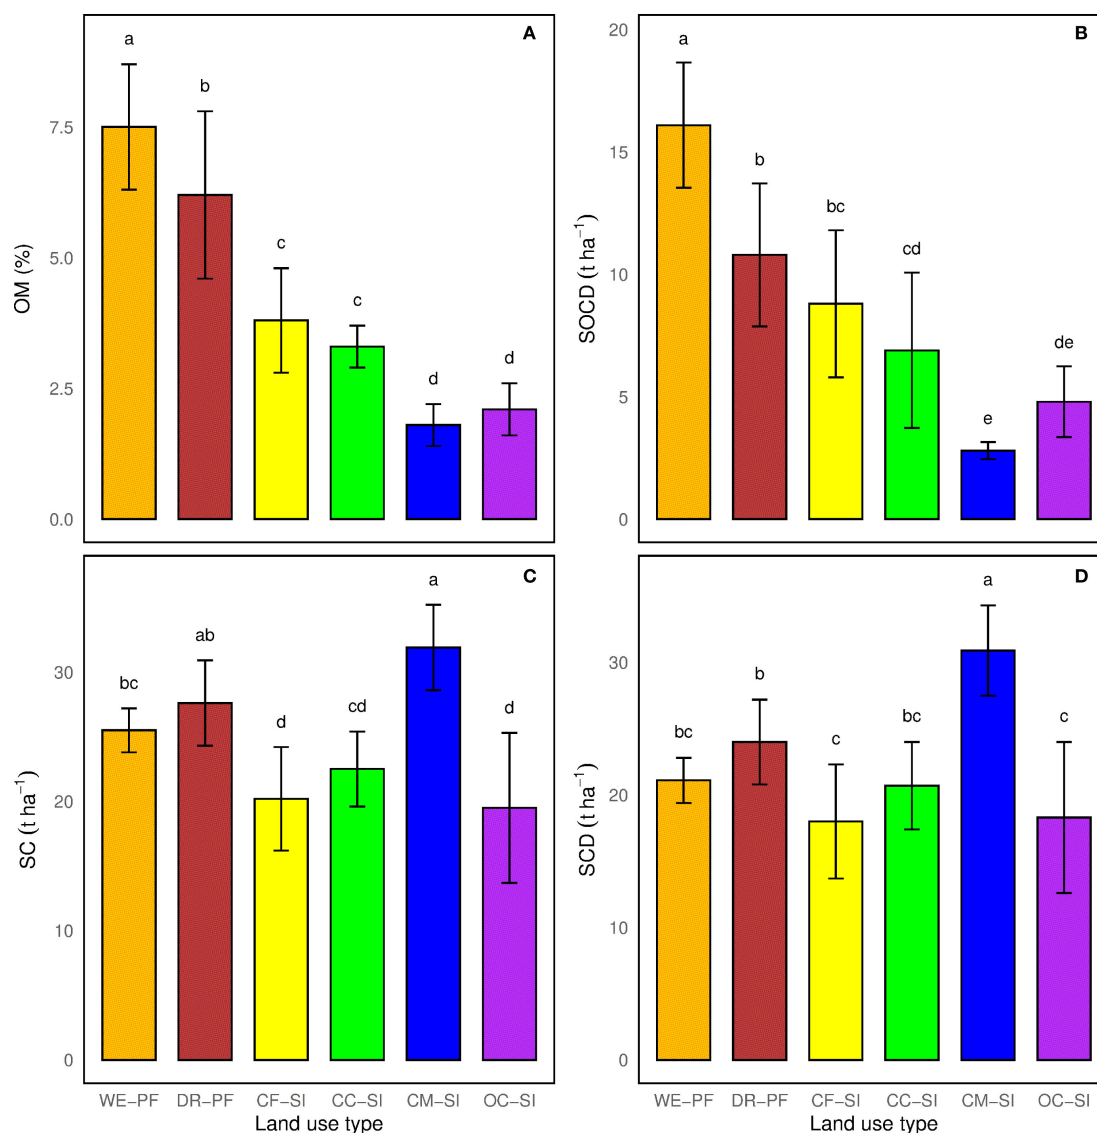 A
a
b
c
c
d
d
7.5
5.0
2.5
0.0
OM (%)
B
a
b
bc
cd
e
de
20
15
10
5
0
SOCD (t ha⁻¹)
C
bc
ab
d
cd
a
d
30
20
10
0
SC (t ha⁻¹)
WE−PF DR−PF CF−SI CC−SI CM−SI OC−SI
Land use type
D
bc
b
c
bc
a
c
30
20
10
0
SCD (t ha⁻¹)
WE−PF DR−PF CF−SI CC−SI CM−SI OC−SI
Land use type